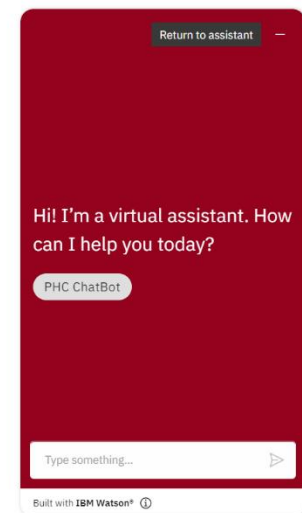 Return to assistant
Hi! I'm a virtual assistant. How
can I help you today?
PHC ChatBot
Type something...
Built with IBM Watson®